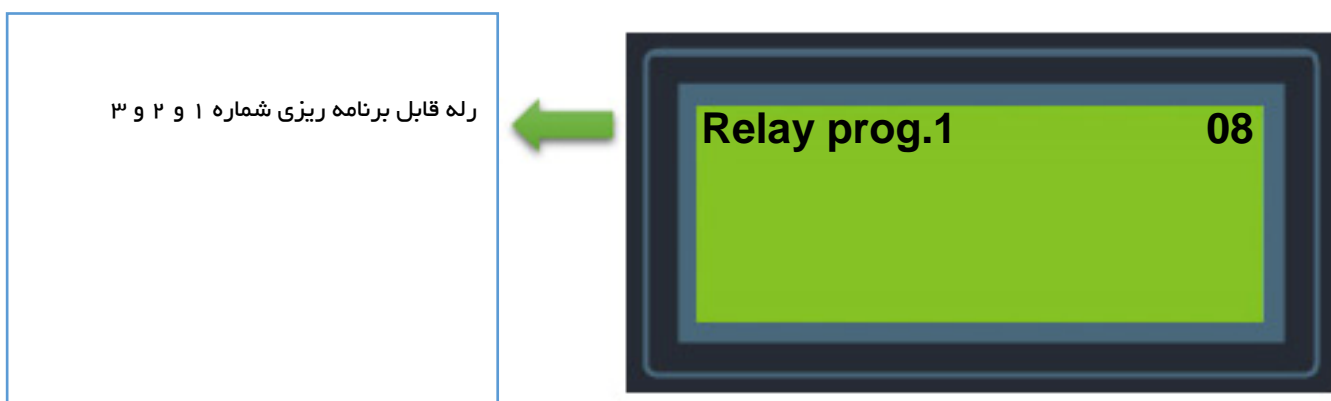 رله قابل برنامه ریزی شماره ۱ و ۲ و ۳
Relay prog.1 08